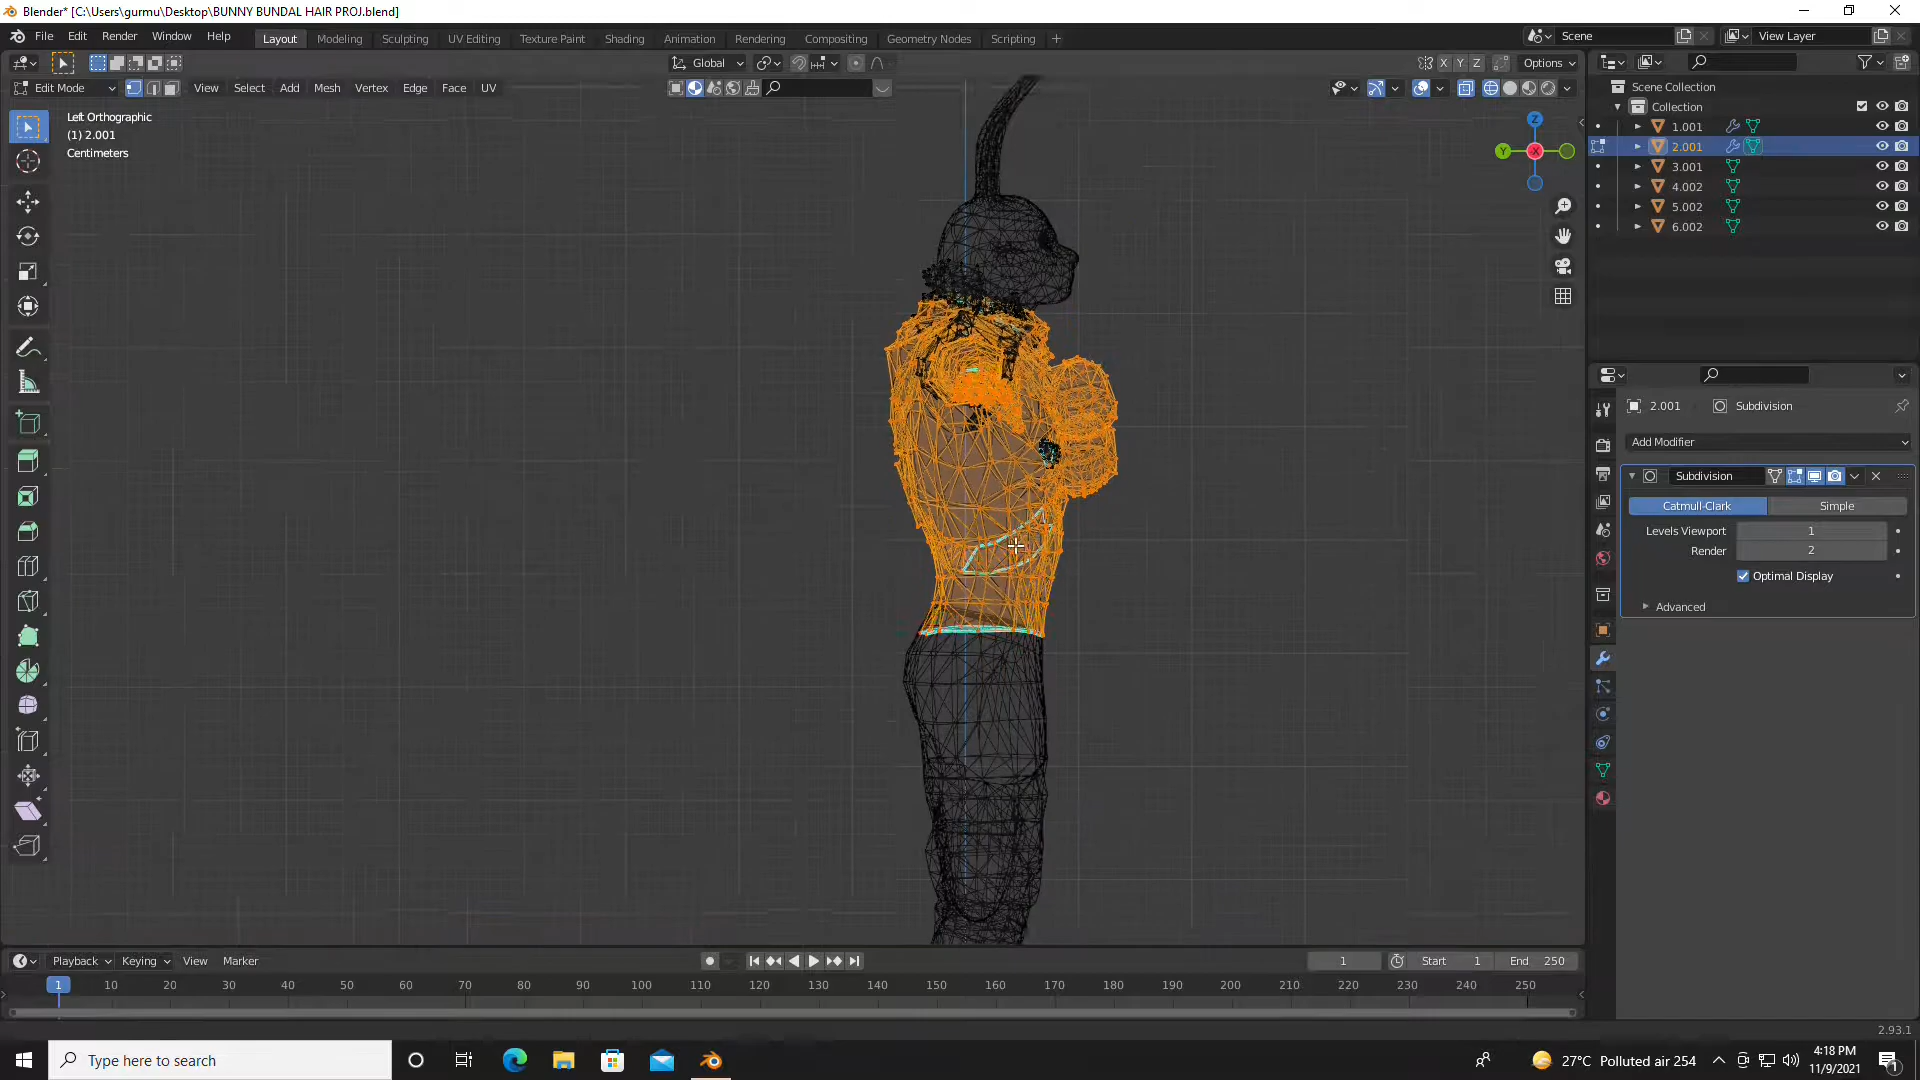 Blender* [C:\Users\gurmu\Desktop\BUNNY BUNDAL HAIR PROJ.blend]
File Edit Render Window Help
Layout Modeling Sculpting UV Editing Texture Paint Shading Animation Rendering Compositing Geometry Nodes Scripting +
Scene
View Layer
Global
X Y Z
Options
Edit Mode
View Select Add Mesh Vertex Edge Face UV
Left Orthographic
(1) 2.001
Centimeters
Z
Y
X
Scene Collection
Collection
1.001
2.001
3.001
4.002
5.002
6.002
2.001 Subdivision
Add Modifier
Subdivision
Catmull-Clark Simple
Levels Viewport 1
Render 2
Optimal Display
Advanced
Playback Keying View Marker
1 Start 1 End 250
1 10 20 30 40 50 60 70 80 90 100 110 120 130 140 150 160 170 180 190 200 210 220 230 240 250
2.93.1
Type here to search
27°C Polluted air 254
4:18 PM
11/9/2021
1